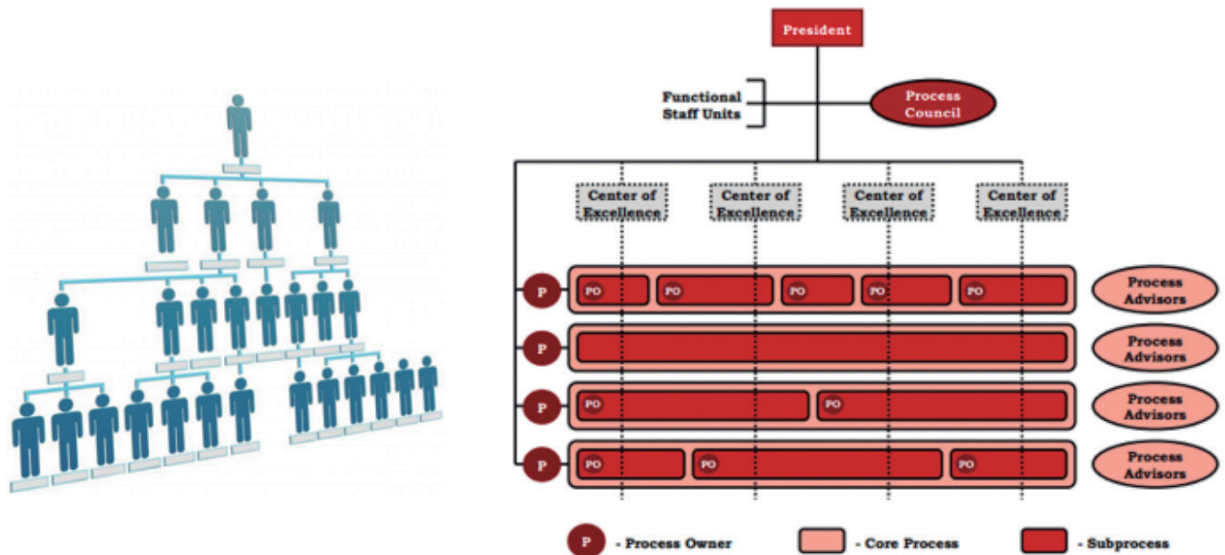 President
Functional
Staff Units
Process
Council
Center of
Excellence
Center of
Excellence
Center of
Excellence
Center of
Excellence
P
PO
PO
PO
PO
PO
Process
Advisors
P
Process
Advisors
P
PO
PO
Process
Advisors
P
PO
PO
PO
Process
Advisors
P - Process Owner
- Core Process
- Subprocess